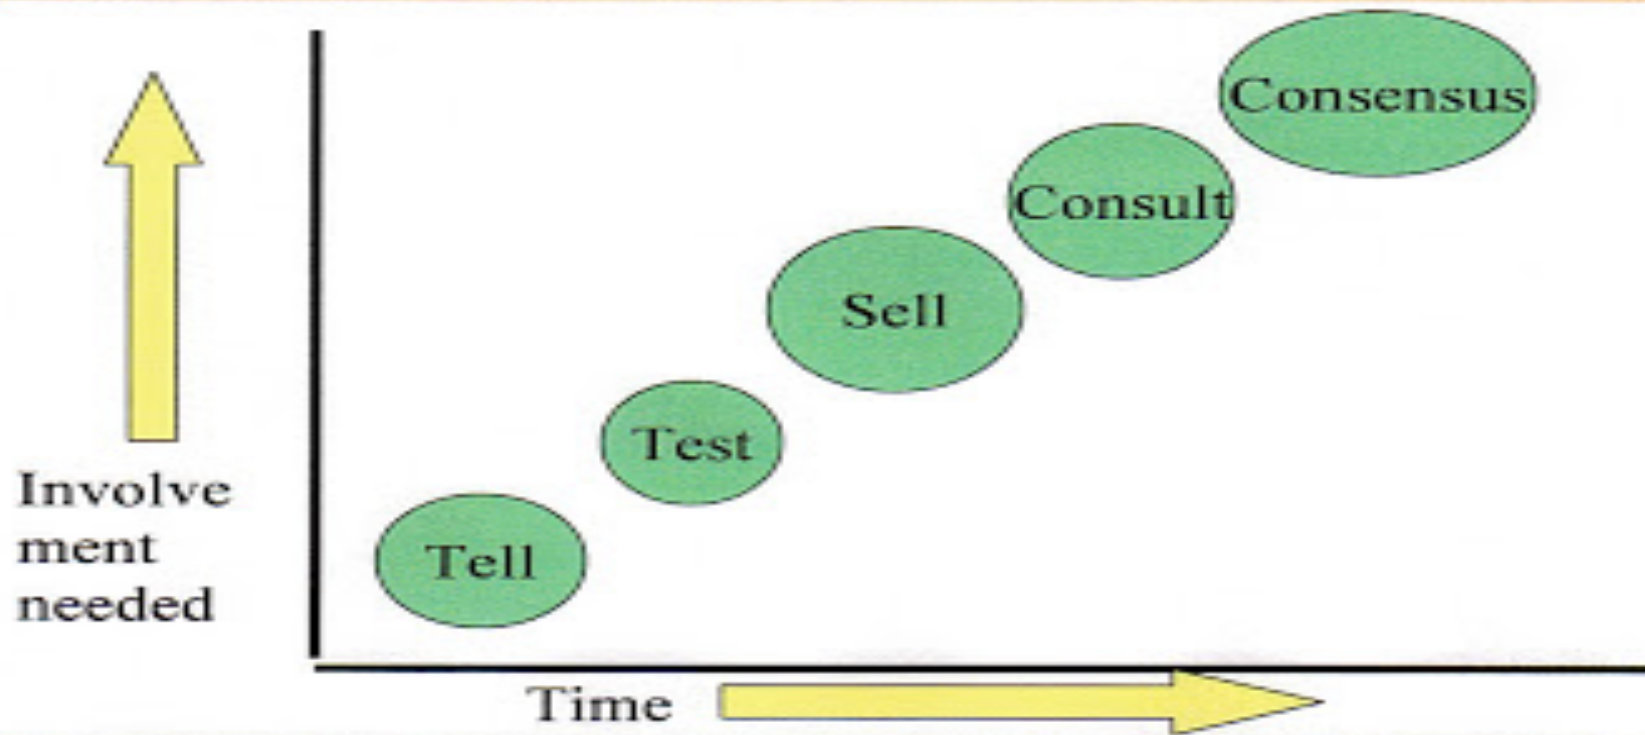 Consensus
Consult
Sell
Test
Tell
Involve
ment
needed
Time